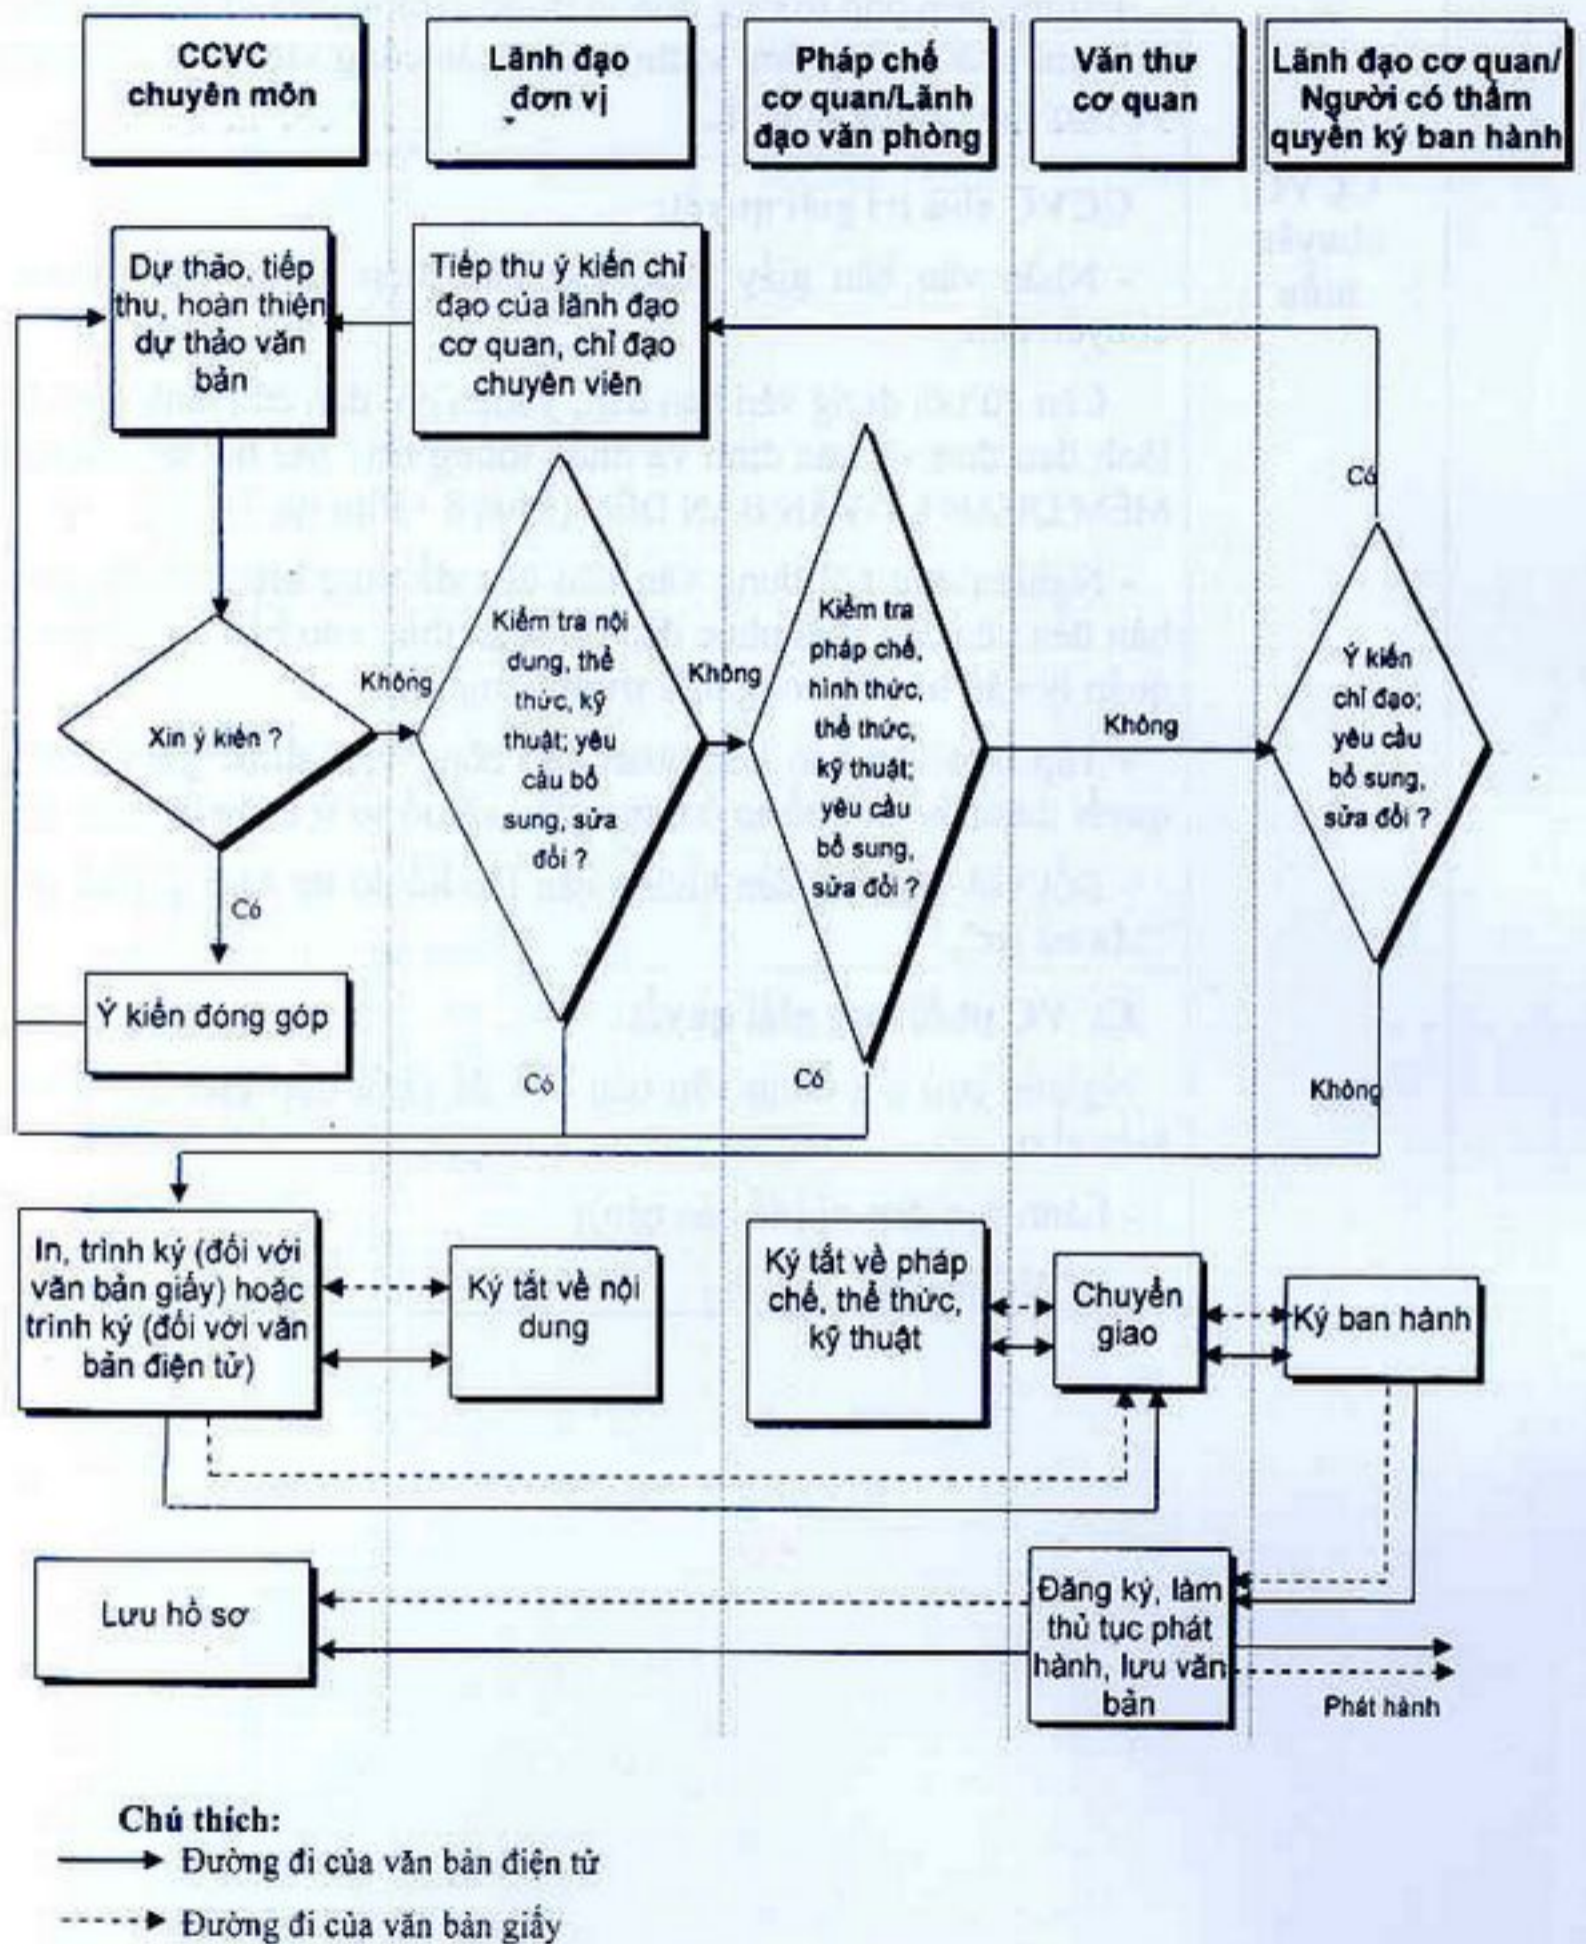 CCVC
chuyên môn
Lãnh đạo
đơn vị
Pháp chế
cơ quan/Lãnh
đạo văn phòng
Văn thư
cơ quan
Lãnh đạo cơ quan/
Người có thẩm
quyền ký ban hành
Dự thảo, tiếp
thu, hoàn thiện
dự thảo văn
bản
Tiếp thu ý kiến chỉ
đạo của lãnh đạo
cơ quan, chỉ đạo
chuyên viên
Có
Xin ý kiến ?
Không
Kiểm tra nội
dung, thể
thức, kỹ
thuật; yêu
cầu bổ
sung, sửa
đổi ?
Không
Kiểm tra
pháp chế,
hình thức,
thể thức,
kỹ thuật;
yêu cầu
bổ sung,
sửa đổi ?
Không
Ý kiến
chỉ đạo;
yêu cầu
bổ sung,
sửa đổi ?
Có
Ý kiến đóng góp
Có
Có
Không
In, trình ký (đối với
văn bản giấy) hoặc
trình ký (đối với văn
bản điện tử)
Ký tắt về nội
dung
Ký tắt về pháp
chế, thể thức,
kỹ thuật
Chuyển
giao
Ký ban hành
Lưu hồ sơ
Đăng ký, làm
thủ tục phát
hành, lưu văn
bản
Phát hành
Chú thích:
Đường đi của văn bản điện tử
Đường đi của văn bản giấy